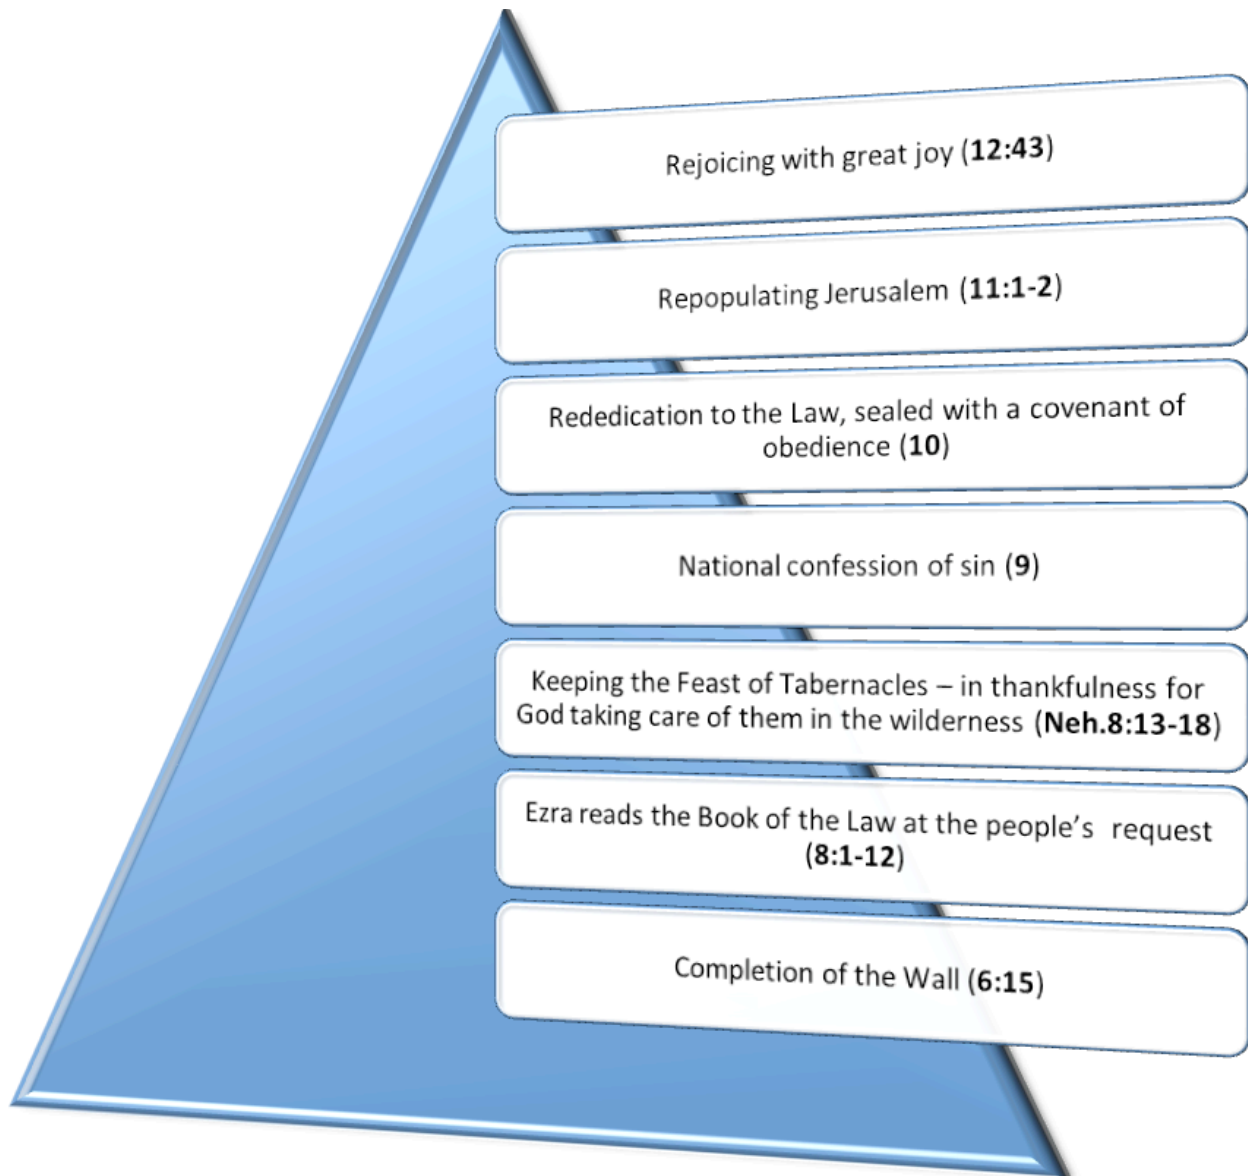 Rejoicing with great joy (12:43)
Repopulating Jerusalem (11:1-2)
Rededication to the Law, sealed with a covenant of
obedience (10)
National confession of sin (9)
Keeping the Feast of Tabernacles – in thankfulness for
God taking care of them in the wilderness (Neh.8:13-18)
Ezra reads the Book of the Law at the people’s  request
(8:1-12)
Completion of the Wall (6:15)